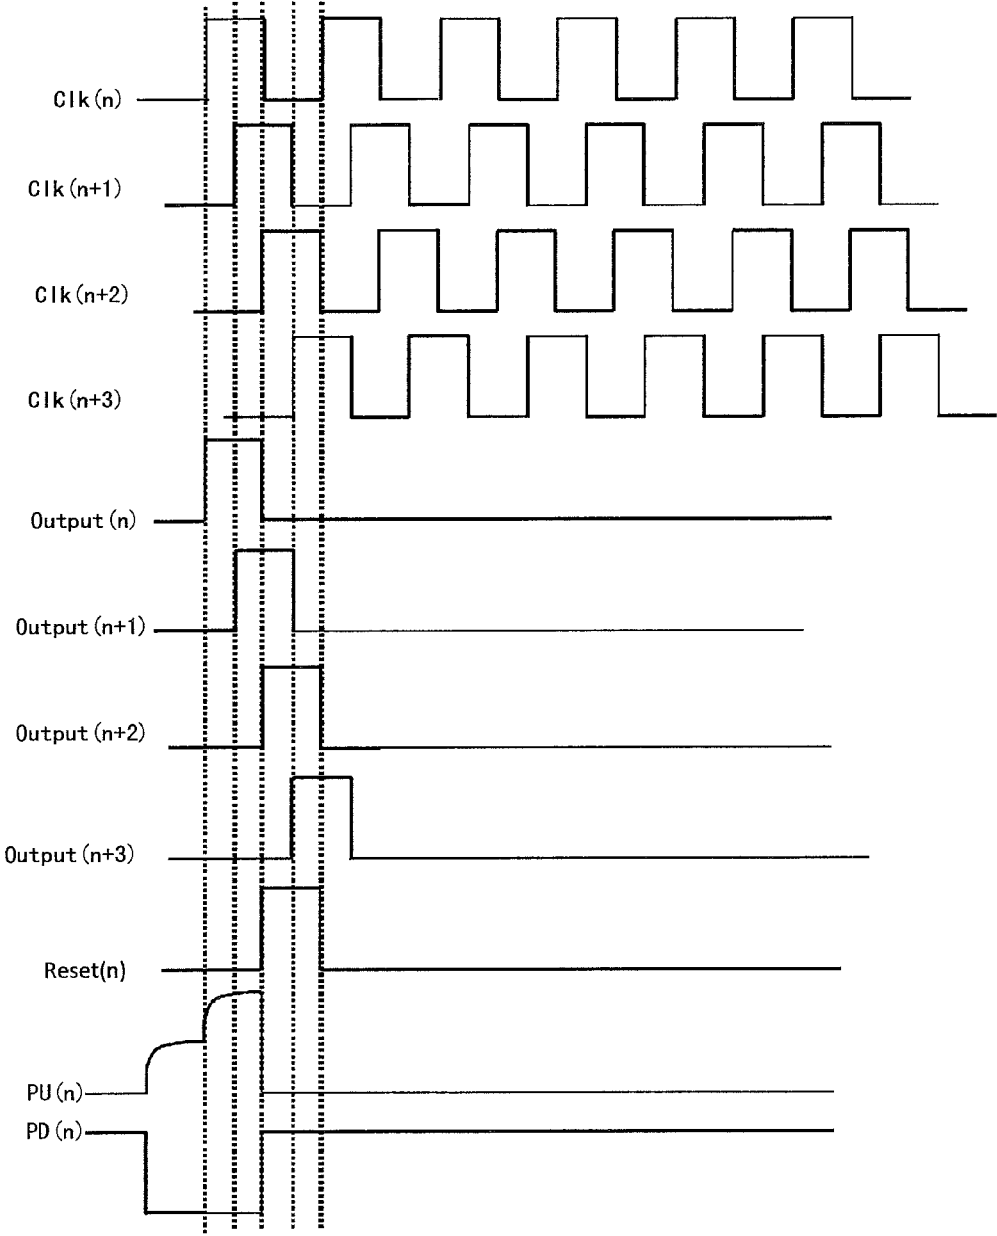 Clk(n)
Clk(n+1)
Clk(n+2)
Clk(n+3)
Output(n)
Output(n+1)
Output(n+2)
Output(n+3)
Reset(n)
PU(n)
PD(n)